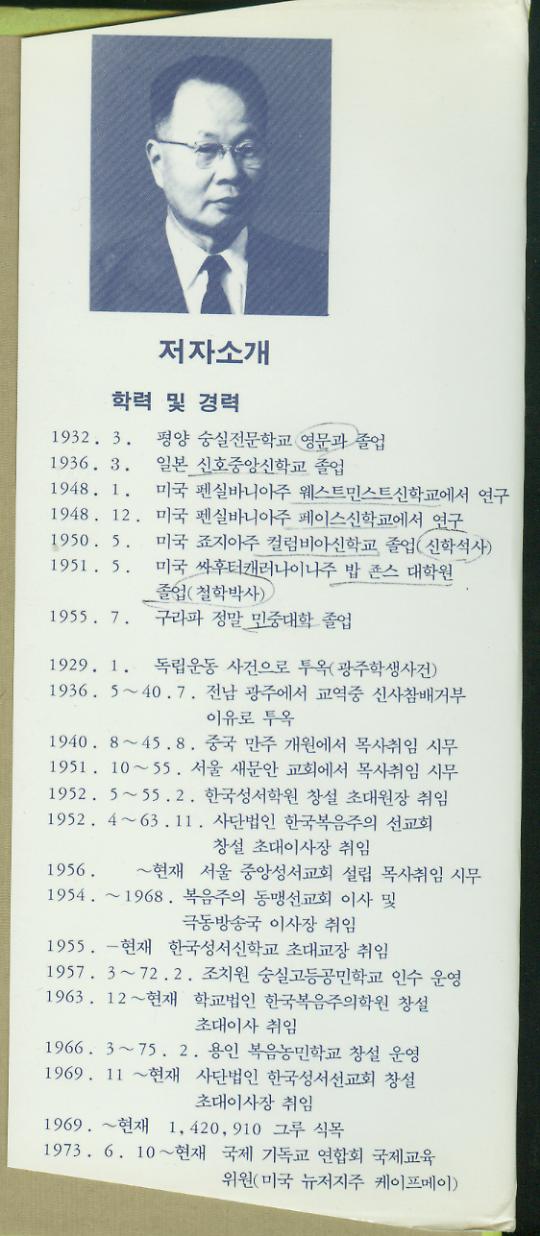 저자소개
학력 및 경력
1932. 3. 평양 숭실전문학교 영문과 졸업
1936. 3. 일본 신호중앙신학교 졸업
1948. 1. 미국 펜실바니아주 웨스트민스트신학교에서 연구
1948. 12. 미국 펜실바니아주 페이스신학교에서 연구
1950. 5. 미국 죠지아주 컬럼비아신학교 졸업(신학석사)
1951. 5. 미국 싸우터캐러나이나주 밥 죤스 대학원
졸업(철학박사)
1955. 7. 구라파 정말 민중대학 졸업
1929. 1. 독립운동 사건으로 투옥(광주학생사건)
1936. 5~40. 7. 전남 광주에서 교역중 신사참배거부
이유로 투옥
1940. 8~45. 8. 중국 만주 개원에서 목사취임 시무
1951. 10~55. 서울 새문안 교회에서 목사취임 시무
1952. 5~55. 2. 한국성서학원 창설 초대원장 취임
1952. 4~63. 11. 사단법인 한국복음주의 선교회
창설 초대이사장 취임
1956. ~현재 서울 중앙성서교회 설립 목사취임 시무
1954. ~1968. 복음주의 동맹선교회 이사 및
극동방송국 이사장 취임
1955. -현재 한국성서신학교 초대교장 취임
1957. 3~72. 2. 조치원 숭실고등공민학교 인수 운영
1963. 12~현재 학교법인 한국복음주의학원 창설
초대이사 취임
1966. 3~75. 2. 용인 복음농민학교 창설 운영
1969. 11 ~현재 사단법인 한국성서선교회 창설
초대이사장 취임
1969. ~현재 1,420,910 그루 식목
1973. 6. 10~현재 국제 기독교 연합회 국제교육
위원(미국 뉴저지주 케이프메이)